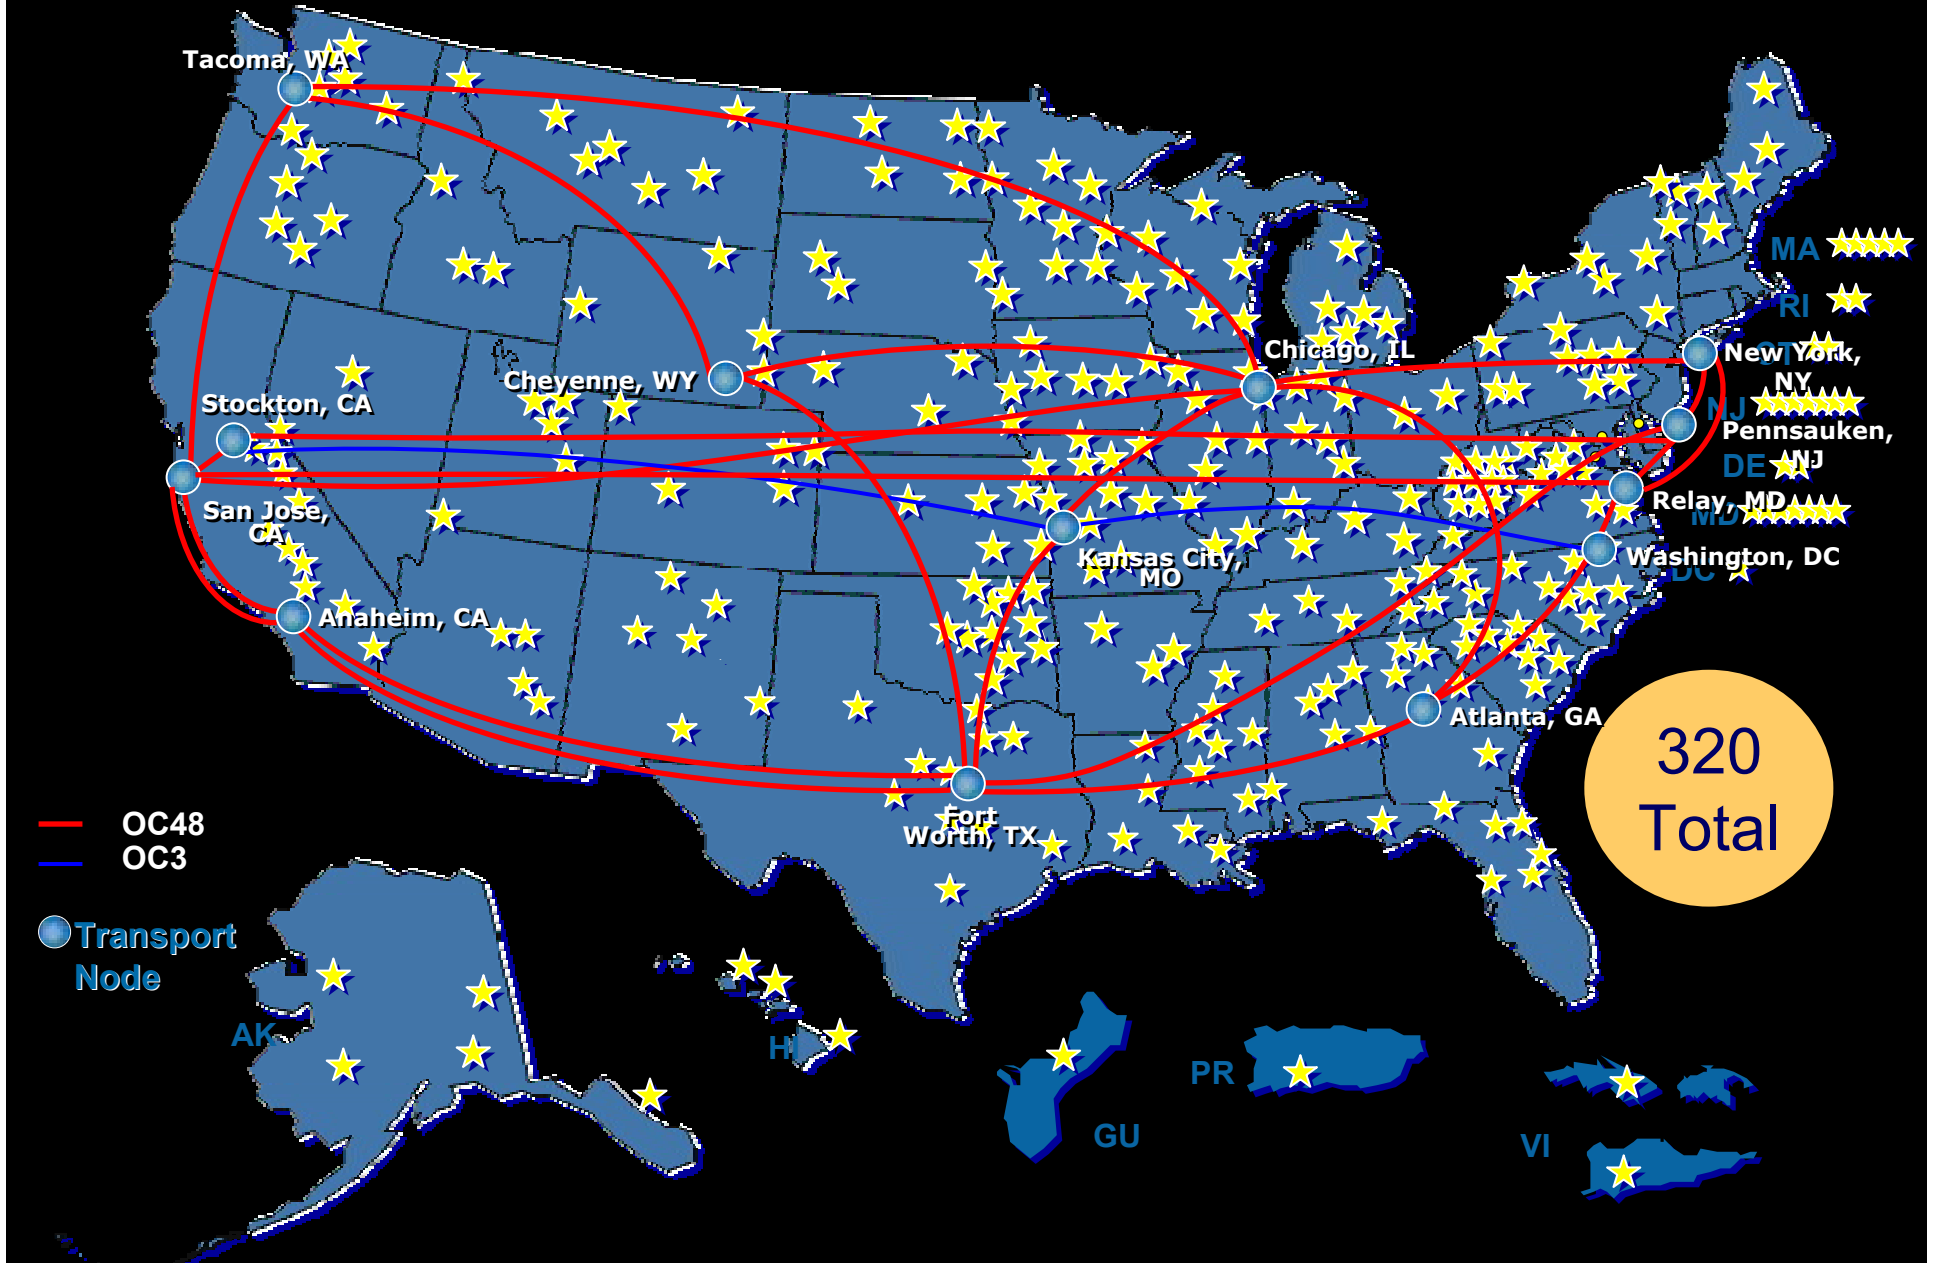 Tacoma, WA
MA
RI
Chicago, IL
New York,
NY
Cheyenne, WY
Stockton, CA
NJ
Pennsauken,
NJ
DE
Relay, MD
MD
San Jose,
CA
Kansas City,
MO
Washington, DC
DC
Anaheim, CA
Atlanta, GA
320
Total
Fort
Worth, TX
OC48
OC3
Transport
Node
AK
HI
GU
PR
VI